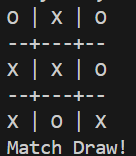 O | X | O
--+---+--
X | X | O
--+---+--
X | O | X
Match Draw!